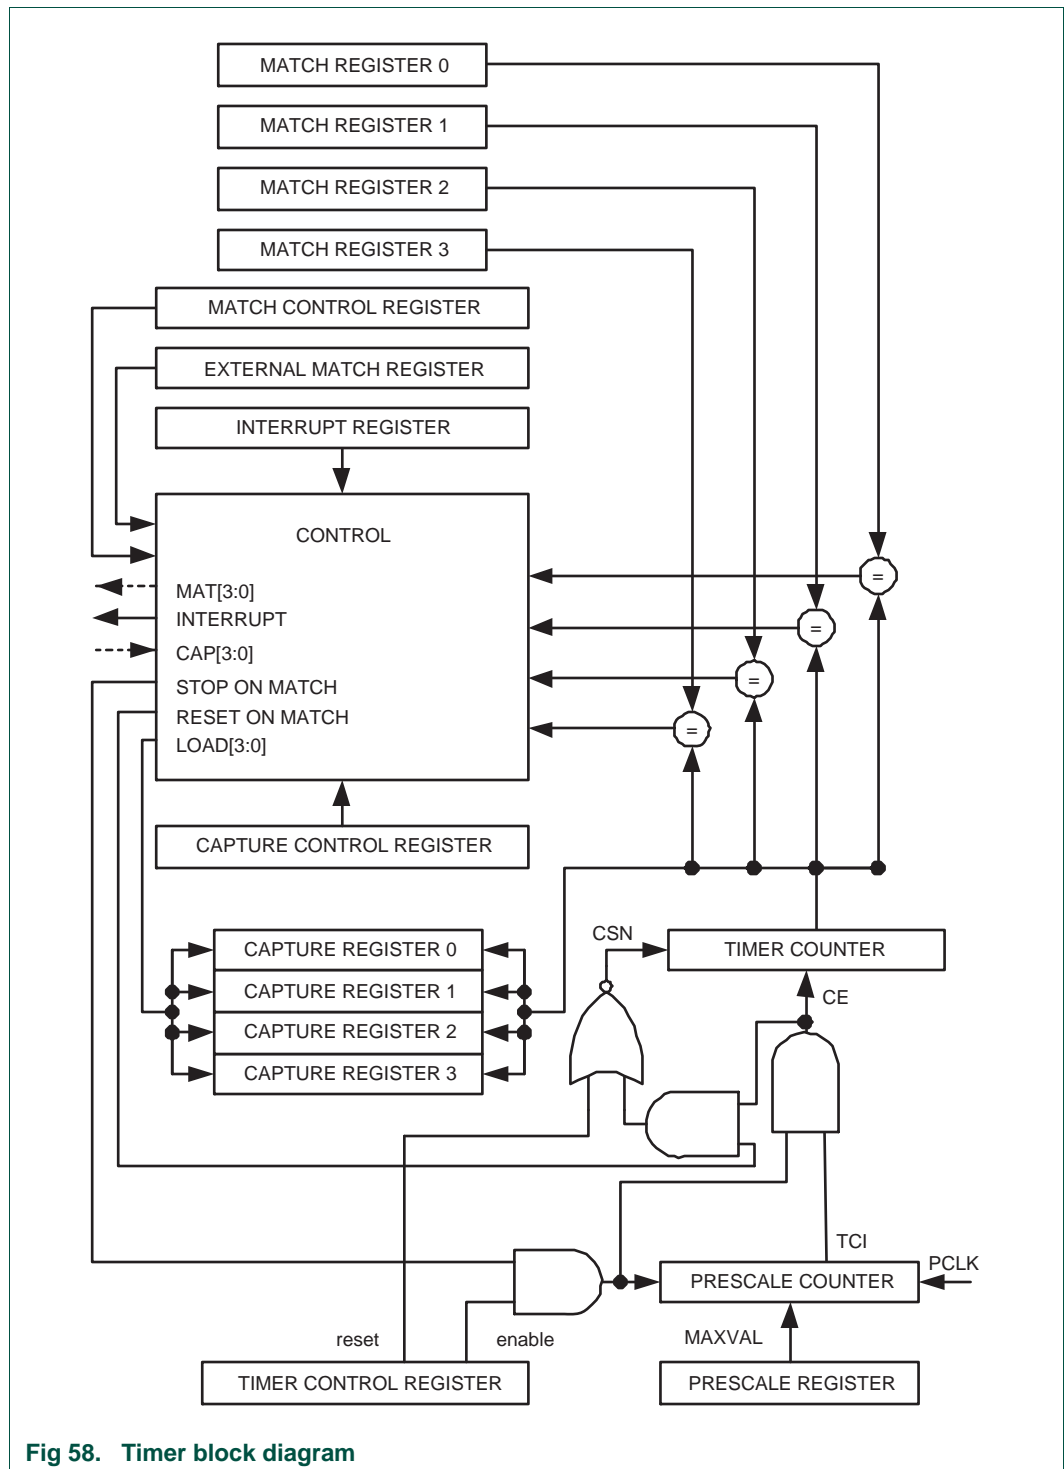 MATCH REGISTER 0
MATCH REGISTER 1
MATCH REGISTER 2
MATCH REGISTER 3
MATCH CONTROL REGISTER
EXTERNAL MATCH REGISTER
INTERRUPT REGISTER
CONTROL
=
MAT[3:0]
INTERRUPT
=
CAP[3:0]
=
STOP ON MATCH
RESET ON MATCH
=
LOAD[3:0]
CAPTURE CONTROL REGISTER
CSN
CAPTURE REGISTER 0
TIMER COUNTER
CAPTURE REGISTER 1
CE
CAPTURE REGISTER 2
CAPTURE REGISTER 3
TCI
PCLK
PRESCALE COUNTER
reset
enable
MAXVAL
TIMER CONTROL REGISTER
PRESCALE REGISTER
Fig 58. Timer block diagram